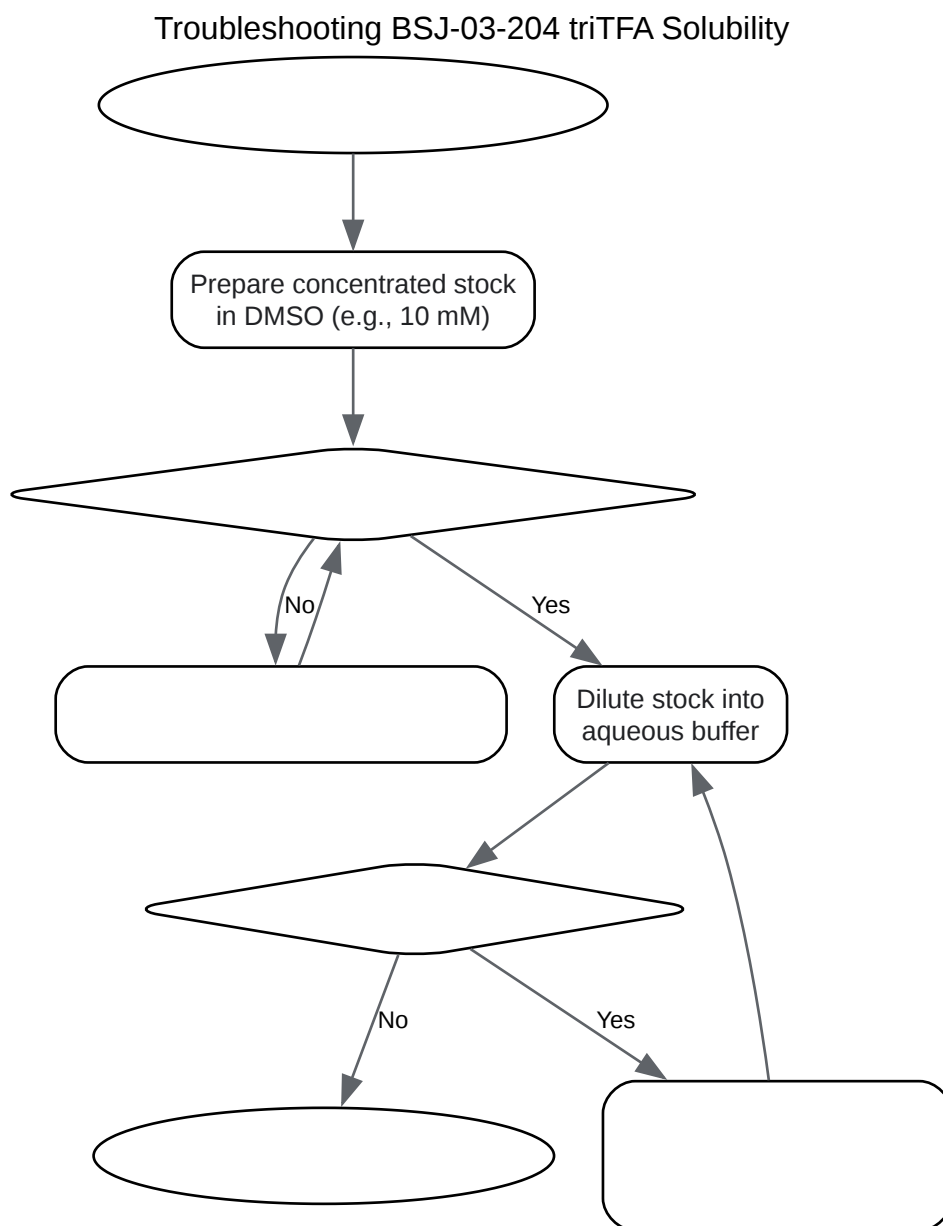 Troubleshooting BSJ-03-204 triTFA Solubility
Prepare concentrated stock
in DMSO (e.g., 10 mM)
No
Yes
Dilute stock into
aqueous buffer
No
Yes